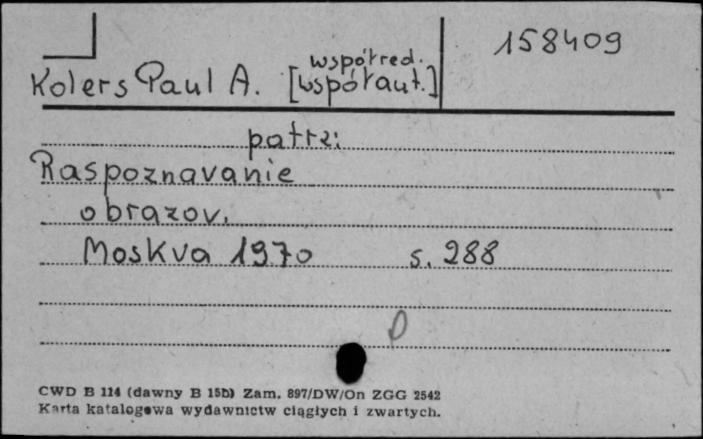 158409
współred.
Kolers Paul A. [współaut.]
patrz:
Raspoznavanie
obrazov.
Moskva 1970 s. 288
CWD B 114 (dawny B 15b) Zam. 897/DW/On ZGG 2542
Karta katalogowa wydawnictw ciągłych i zwartych.